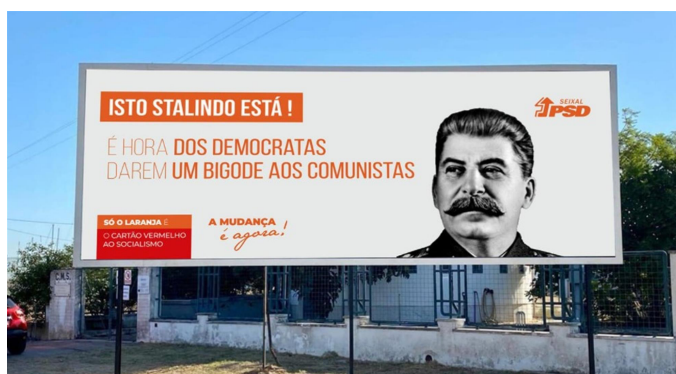 ISTO STALINDO ESTÁ !
É HORA DOS DEMOCRATAS
DAREM UM BIGODE AOS COMUNISTAS
SEIXAL
PSD
SÓ O LARANJA É
O CARTÃO VERMELHO
AO SOCIALISMO
A MUDANÇA
é agora!